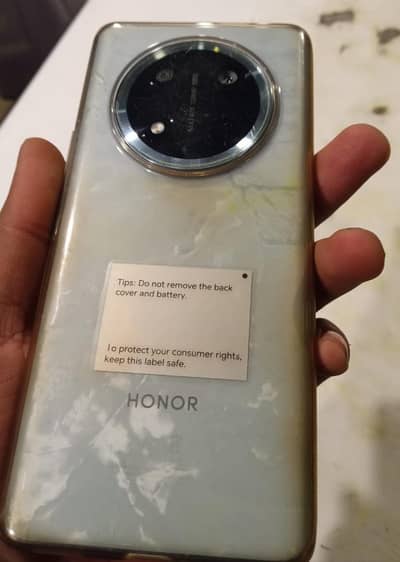 Tips: Do not remove the back
cover and battery.
To protect your consumer rights,
keep this label safe.
HONOR